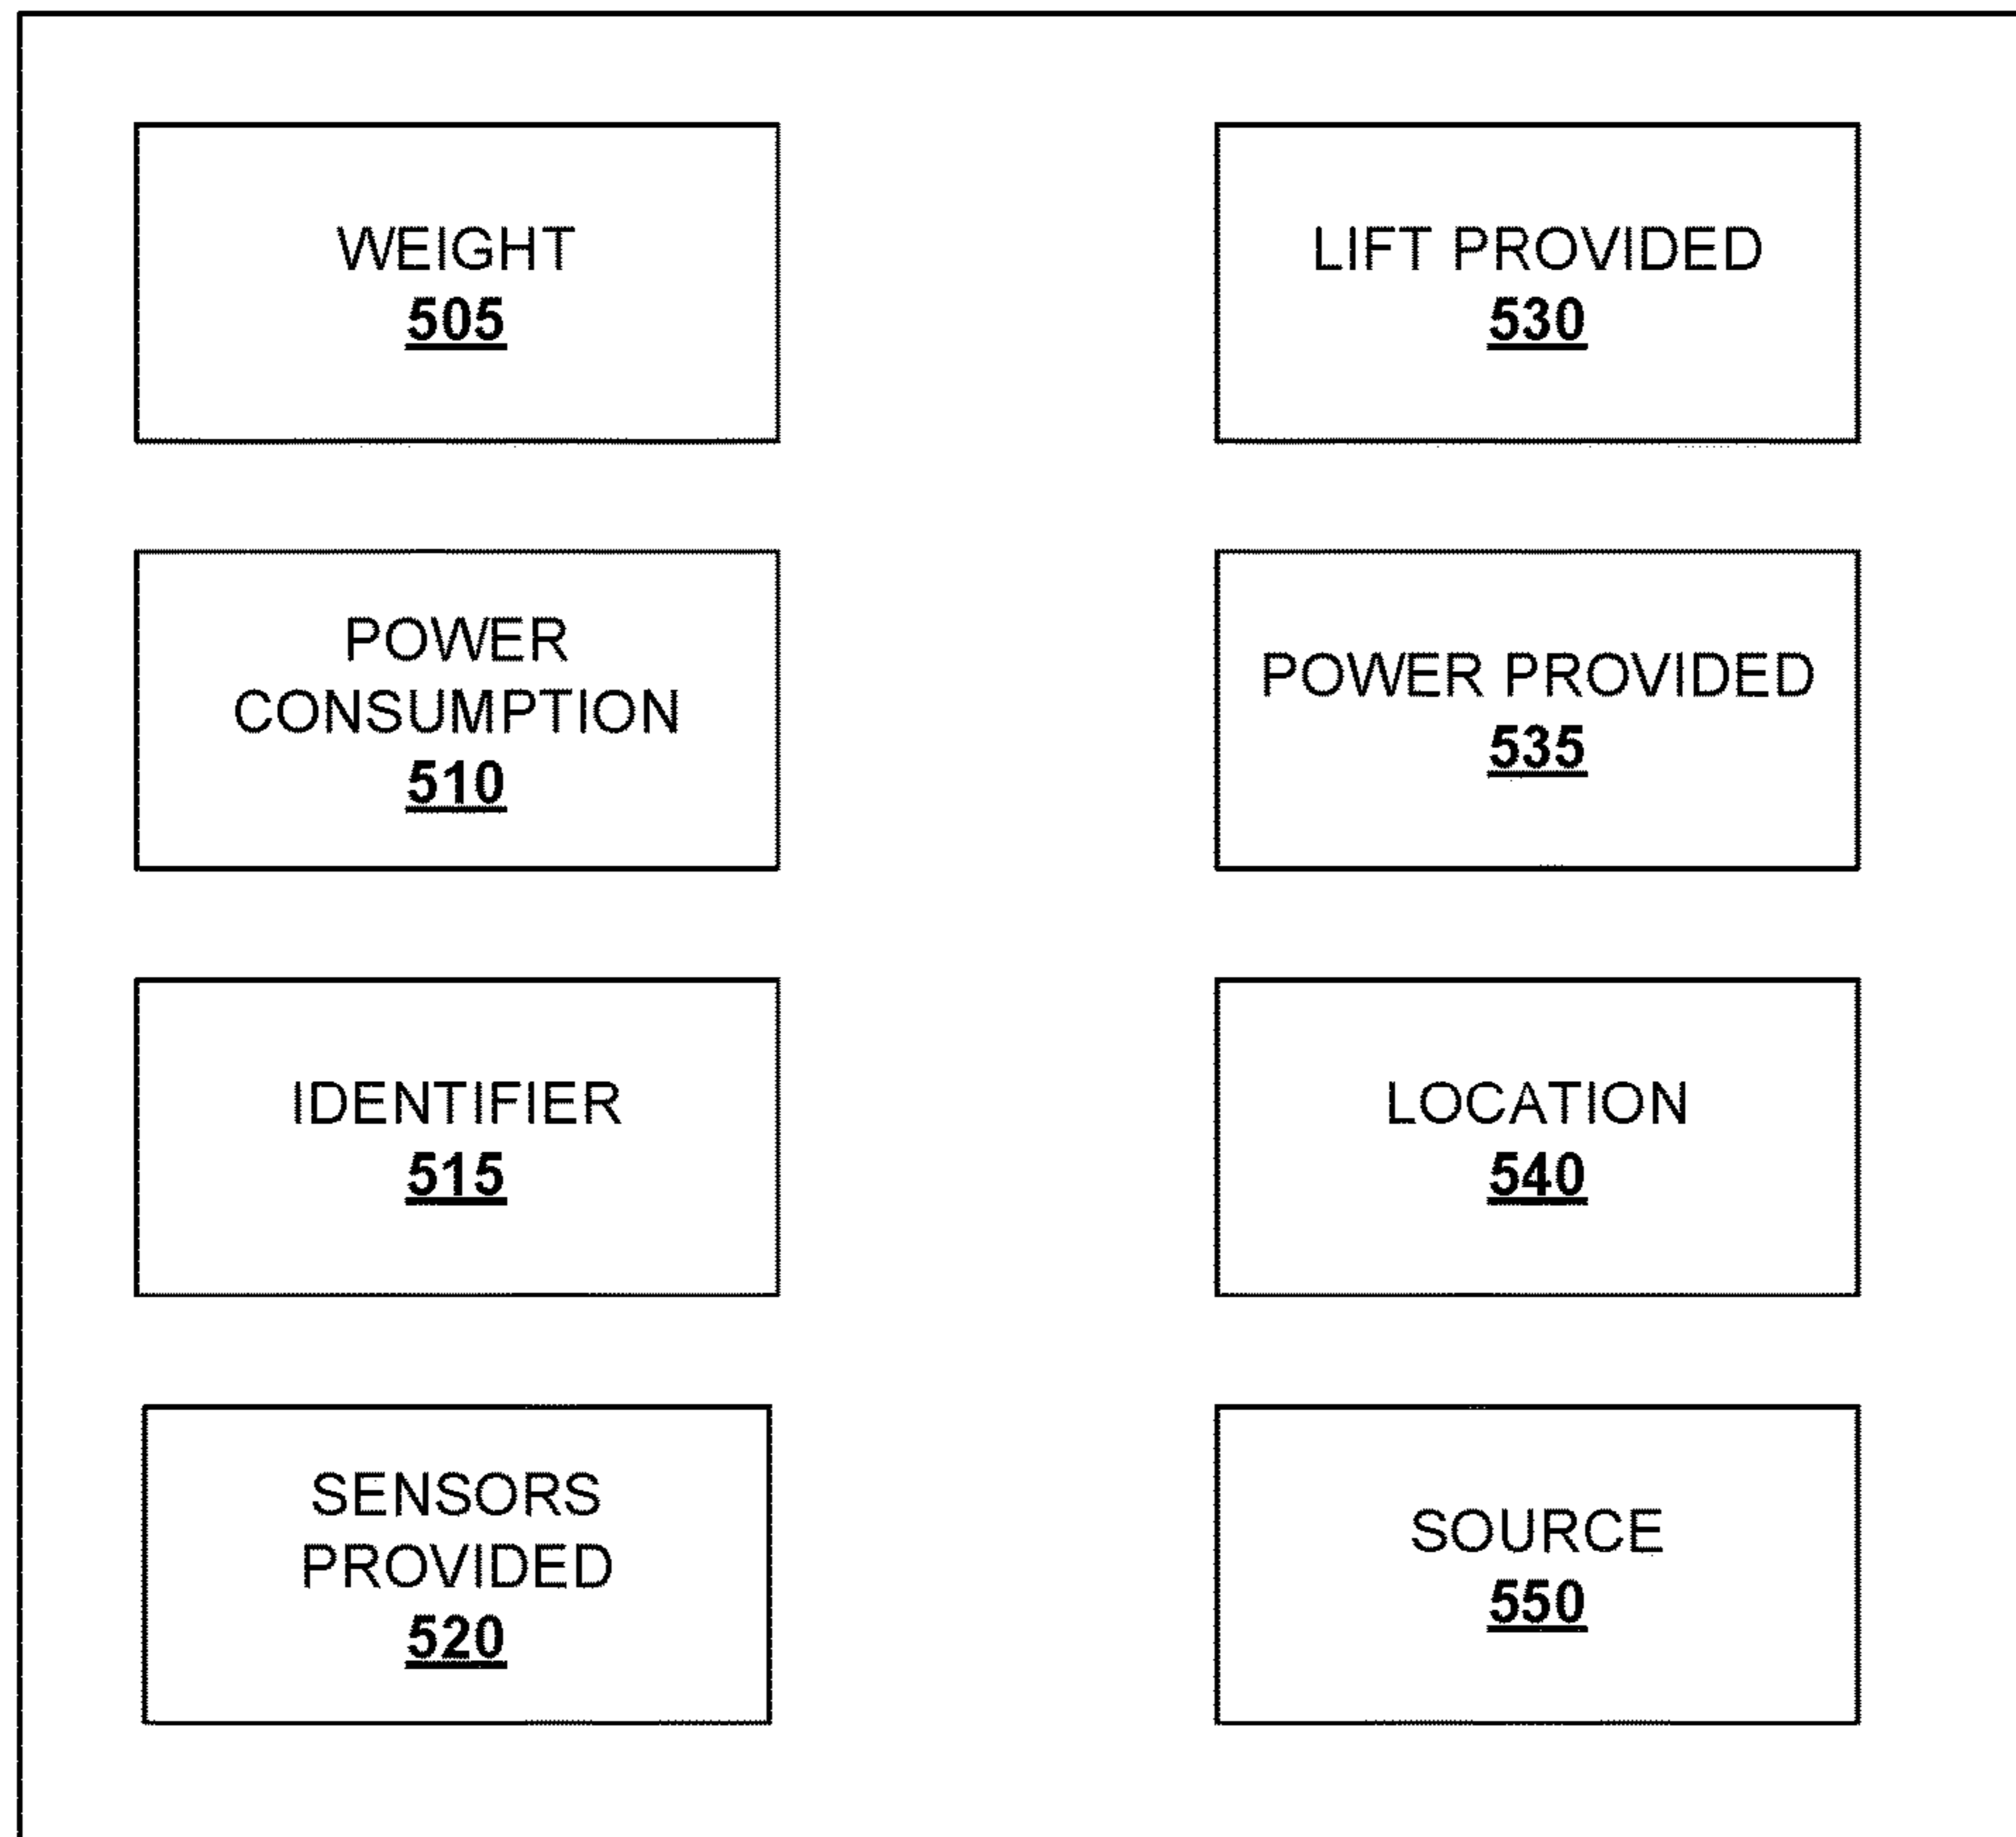 WEIGHT
505
POWER
CONSUMPTION
510
IDENTIFIER
515
SENSORS
PROVIDED
520
LIFT PROVIDED
530
POWER PROVIDED
535
LOCATION
540
SOURCE
550